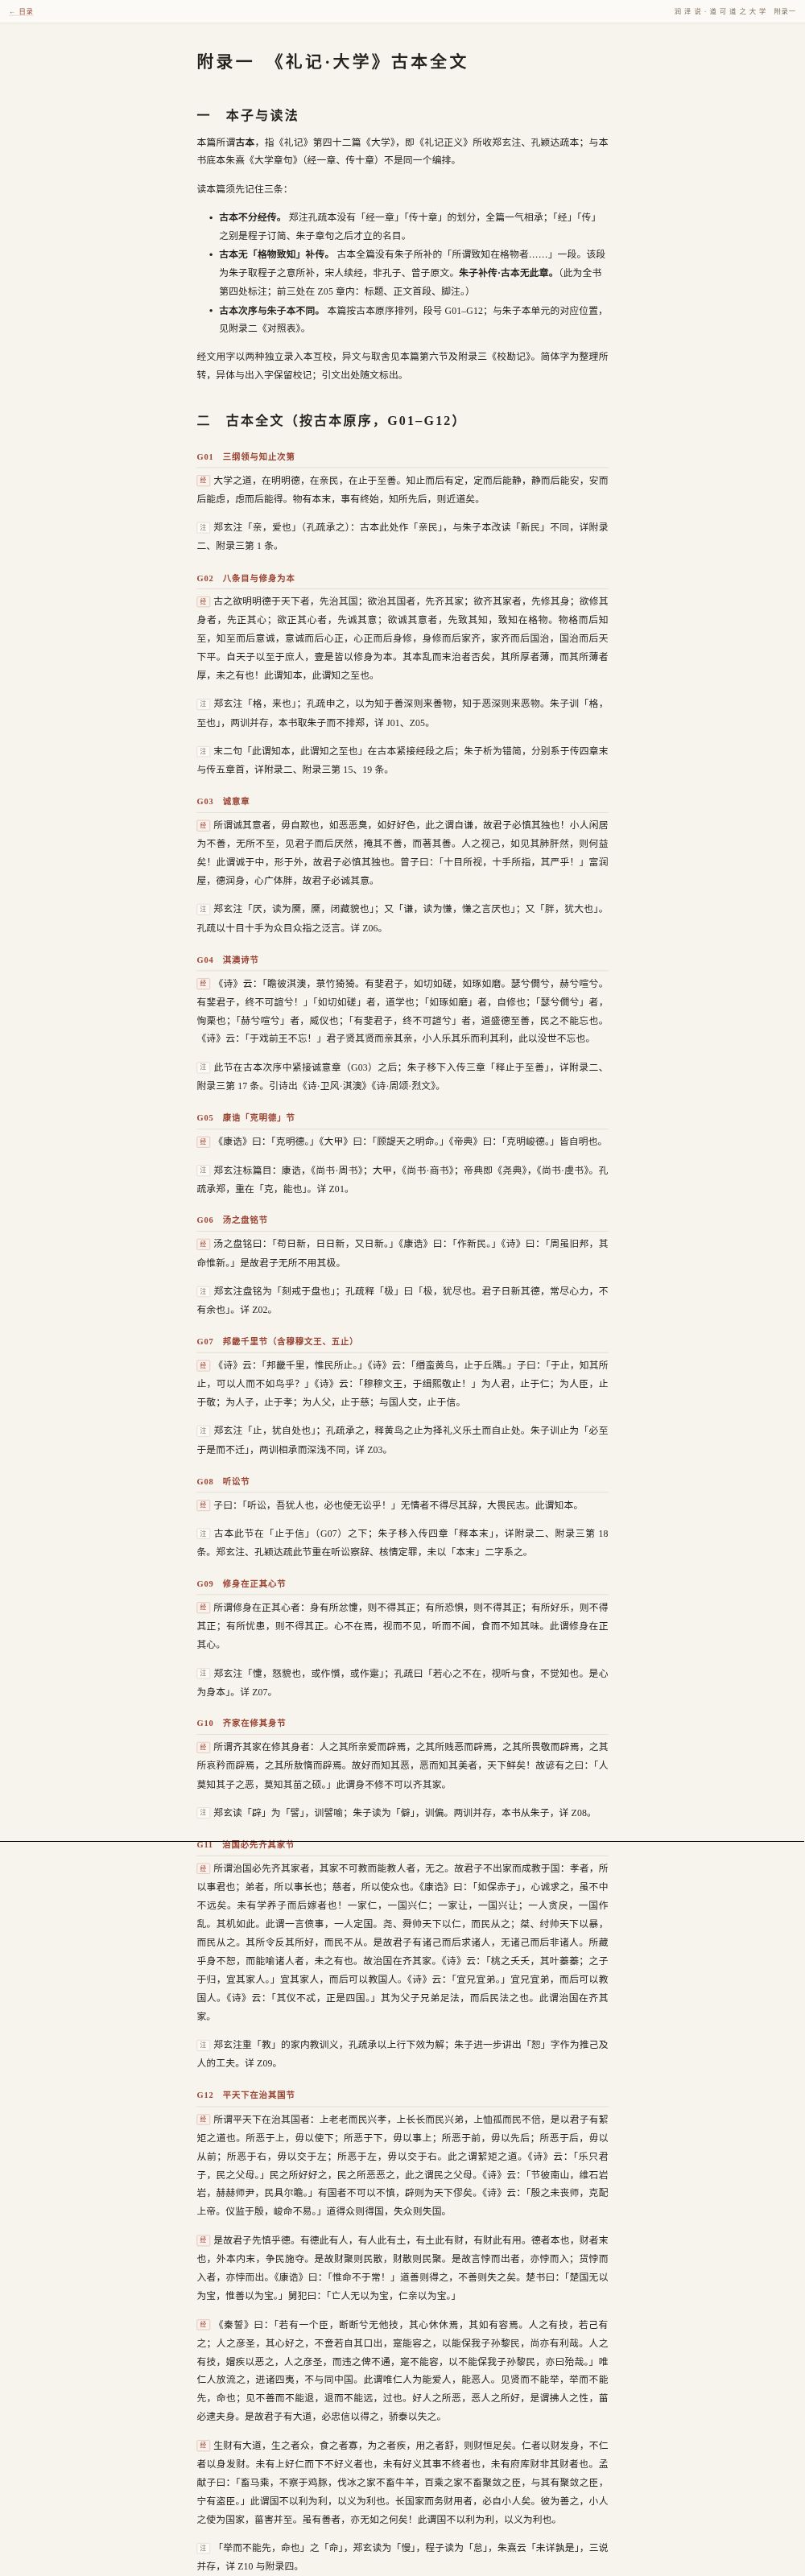 ← 目录
润泽说·道可道之大学 附录一
附录一 《礼记·大学》古本全文
一 本子与读法
本篇所谓古本，指《礼记》第四十二篇《大学》，即《礼记正义》所收郑玄注、孔颖达疏本；与本
书底本朱熹《大学章句》（经一章、传十章）不是同一个编排。
读本篇须先记住三条：
• 古本不分经传。 郑注孔疏本没有「经一章」「传十章」的划分，全篇一气相承；「经」「传」
之别是程子订简、朱子章句之后才立的名目。
• 古本无「格物致知」补传。 古本全篇没有朱子所补的「所谓致知在格物者……」一段。该段
为朱子取程子之意所补，宋人续经，非孔子、曾子原文。朱子补传·古本无此章。（此为全书
第四处标注；前三处在 Z05 章内：标题、正文首段、脚注。）
• 古本次序与朱子本不同。 本篇按古本原序排列，段号 G01–G12；与朱子本单元的对应位置，
见附录二《对照表》。
经文用字以两种独立录入本互校，异文与取舍见本篇第六节及附录三《校勘记》。简体字为整理所
转，异体与出入字保留校记；引文出处随文标出。
二 古本全文（按古本原序，G01–G12）
G01 三纲领与知止次第
经 大学之道，在明明德，在亲民，在止于至善。知止而后有定，定而后能静，静而后能安，安而
后能虑，虑而后能得。物有本末，事有终始，知所先后，则近道矣。
注 郑玄注「亲，爱也」（孔疏承之）：古本此处作「亲民」，与朱子本改读「新民」不同，详附录
二、附录三第 1 条。
G02 八条目与修身为本
经 古之欲明明德于天下者，先治其国；欲治其国者，先齐其家；欲齐其家者，先修其身；欲修其
身者，先正其心；欲正其心者，先诚其意；欲诚其意者，先致其知，致知在格物。物格而后知
至，知至而后意诚，意诚而后心正，心正而后身修，身修而后家齐，家齐而后国治，国治而后天
下平。自天子以至于庶人，壹是皆以修身为本。其本乱而末治者否矣，其所厚者薄，而其所薄者
厚，未之有也！此谓知本，此谓知之至也。
注 郑玄注「格，来也」；孔疏申之，以为知于善深则来善物，知于恶深则来恶物。朱子训「格，
至也」，两训并存，本书取朱子而不排郑，详 J01、Z05。
注 末二句「此谓知本，此谓知之至也」在古本紧接经段之后；朱子析为错简，分别系于传四章末
与传五章首，详附录二、附录三第 15、19 条。
G03 诚意章
经 所谓诚其意者，毋自欺也，如恶恶臭，如好好色，此之谓自谦，故君子必慎其独也！小人闲居
为不善，无所不至，见君子而后厌然，掩其不善，而著其善。人之视己，如见其肺肝然，则何益
矣！此谓诚于中，形于外，故君子必慎其独也。曾子曰：「十目所视，十手所指，其严乎！」富润
屋，德润身，心广体胖，故君子必诚其意。
注 郑玄注「厌，读为黡，黡，闭藏貌也」；又「谦，读为慊，慊之言厌也」；又「胖，犹大也」。
孔疏以十目十手为众目众指之泛言。详 Z06。
G04 淇澳诗节
经 《诗》云：「瞻彼淇澳，菉竹猗猗。有斐君子，如切如磋，如琢如磨。瑟兮僩兮，赫兮喧兮。
有斐君子，终不可諠兮！」「如切如磋」者，道学也；「如琢如磨」者，自修也；「瑟兮僩兮」者，
恂栗也；「赫兮喧兮」者，威仪也；「有斐君子，终不可諠兮」者，道盛德至善，民之不能忘也。
《诗》云：「于戏前王不忘！」君子贤其贤而亲其亲，小人乐其乐而利其利，此以没世不忘也。
注 此节在古本次序中紧接诚意章（G03）之后；朱子移下入传三章「释止于至善」，详附录二、
附录三第 17 条。引诗出《诗·卫风·淇澳》《诗·周颂·烈文》。
G05 康诰「克明德」节
经 《康诰》曰：「克明德。」《大甲》曰：「顾諟天之明命。」《帝典》曰：「克明峻德。」皆自明也。
注 郑玄注标篇目：康诰，《尚书·周书》；大甲，《尚书·商书》；帝典即《尧典》，《尚书·虞书》。孔
疏承郑，重在「克，能也」。详 Z01。
G06 汤之盘铭节
经 汤之盘铭曰：「苟日新，日日新，又日新。」《康诰》曰：「作新民。」《诗》曰：「周虽旧邦，其
命惟新。」是故君子无所不用其极。
注 郑玄注盘铭为「刻戒于盘也」；孔疏释「极」曰「极，犹尽也。君子日新其德，常尽心力，不
有余也」。详 Z02。
G07 邦畿千里节（含穆穆文王、五止）
经 《诗》云：「邦畿千里，惟民所止。」《诗》云：「缗蛮黄鸟，止于丘隅。」子曰：「于止，知其所
止，可以人而不如鸟乎？」《诗》云：「穆穆文王，于缉熙敬止！」为人君，止于仁；为人臣，止
于敬；为人子，止于孝；为人父，止于慈；与国人交，止于信。
注 郑玄注「止，犹自处也」；孔疏承之，释黄鸟之止为择礼义乐土而自止处。朱子训止为「必至
于是而不迁」，两训相承而深浅不同，详 Z03。
G08 听讼节
经 子曰：「听讼，吾犹人也，必也使无讼乎！」无情者不得尽其辞，大畏民志。此谓知本。
注 古本此节在「止于信」（G07）之下；朱子移入传四章「释本末」，详附录二、附录三第 18
条。郑玄注、孔颖达疏此节重在听讼察辞、核情定罪，未以「本末」二字系之。
G09 修身在正其心节
经 所谓修身在正其心者：身有所忿懥，则不得其正；有所恐惧，则不得其正；有所好乐，则不得
其正；有所忧患，则不得其正。心不在焉，视而不见，听而不闻，食而不知其味。此谓修身在正
其心。
注 郑玄注「懥，怒貌也，或作懫，或作疐」；孔疏曰「若心之不在，视听与食，不觉知也。是心
为身本」。详 Z07。
G10 齐家在修其身节
经 所谓齐其家在修其身者：人之其所亲爱而辟焉，之其所贱恶而辟焉，之其所畏敬而辟焉，之其
所哀矜而辟焉，之其所敖惰而辟焉。故好而知其恶，恶而知其美者，天下鲜矣！故谚有之曰：「人
莫知其子之恶，莫知其苗之硕。」此谓身不修不可以齐其家。
注 郑玄读「辟」为「譬」，训譬喻；朱子读为「僻」，训偏。两训并存，本书从朱子，详 Z08。
G11 治国必先齐其家节
经 所谓治国必先齐其家者，其家不可教而能教人者，无之。故君子不出家而成教于国：孝者，所
以事君也；弟者，所以事长也；慈者，所以使众也。《康诰》曰：「如保赤子」，心诚求之，虽不中
不远矣。未有学养子而后嫁者也！一家仁，一国兴仁；一家让，一国兴让；一人贪戾，一国作
乱。其机如此。此谓一言偾事，一人定国。尧、舜帅天下以仁，而民从之；桀、纣帅天下以暴，
而民从之。其所令反其所好，而民不从。是故君子有诸己而后求诸人，无诸己而后非诸人。所藏
乎身不恕，而能喻诸人者，未之有也。故治国在齐其家。《诗》云：「桃之夭夭，其叶蓁蓁；之子
于归，宜其家人。」宜其家人，而后可以教国人。《诗》云：「宜兄宜弟。」宜兄宜弟，而后可以教
国人。《诗》云：「其仪不忒，正是四国。」其为父子兄弟足法，而后民法之也。此谓治国在齐其
家。
注 郑玄注重「教」的家内教训义，孔疏承以上行下效为解；朱子进一步讲出「恕」字作为推己及
人的工夫。详 Z09。
G12 平天下在治其国节
经 所谓平天下在治其国者：上老老而民兴孝，上长长而民兴弟，上恤孤而民不倍，是以君子有絜
矩之道也。所恶于上，毋以使下；所恶于下，毋以事上；所恶于前，毋以先后；所恶于后，毋以
从前；所恶于右，毋以交于左；所恶于左，毋以交于右。此之谓絜矩之道。《诗》云：「乐只君
子，民之父母。」民之所好好之，民之所恶恶之，此之谓民之父母。《诗》云：「节彼南山，维石岩
岩，赫赫师尹，民具尔瞻。」有国者不可以不慎，辟则为天下僇矣。《诗》云：「殷之未丧师，克配
上帝。仪监于殷，峻命不易。」道得众则得国，失众则失国。
经 是故君子先慎乎德。有德此有人，有人此有土，有土此有财，有财此有用。德者本也，财者末
也，外本内末，争民施夺。是故财聚则民散，财散则民聚。是故言悖而出者，亦悖而入；货悖而
入者，亦悖而出。《康诰》曰：「惟命不于常！」道善则得之，不善则失之矣。楚书曰：「楚国无以
为宝，惟善以为宝。」舅犯曰：「亡人无以为宝，仁亲以为宝。」
经 《秦誓》曰：「若有一个臣，断断兮无他技，其心休休焉，其如有容焉。人之有技，若己有
之；人之彦圣，其心好之，不啻若自其口出，寔能容之，以能保我子孙黎民，尚亦有利哉。人之
有技，媢疾以恶之，人之彦圣，而违之俾不通，寔不能容，以不能保我子孙黎民，亦曰殆哉。」唯
仁人放流之，迸诸四夷，不与同中国。此谓唯仁人为能爱人，能恶人。见贤而不能举，举而不能
先，命也；见不善而不能退，退而不能远，过也。好人之所恶，恶人之所好，是谓拂人之性，菑
必逮夫身。是故君子有大道，必忠信以得之，骄泰以失之。
经 生财有大道，生之者众，食之者寡，为之者疾，用之者舒，则财恒足矣。仁者以财发身，不仁
者以身发财。未有上好仁而下不好义者也，未有好义其事不终者也，未有府库财非其财者也。孟
献子曰：「畜马乘，不察于鸡豚，伐冰之家不畜牛羊，百乘之家不畜聚敛之臣，与其有聚敛之臣，
宁有盗臣。」此谓国不以利为利，以义为利也。长国家而务财用者，必自小人矣。彼为善之，小人
之使为国家，菑害并至。虽有善者，亦无如之何矣！此谓国不以利为利，以义为利也。
注 「举而不能先，命也」之「命」，郑玄读为「慢」，程子读为「怠」，朱熹云「未详孰是」，三说
并存，详 Z10 与附录四。